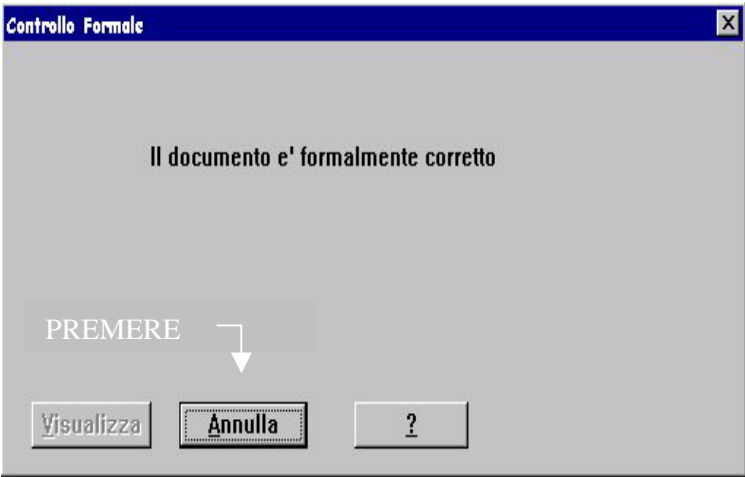 Controllo Formale
Il documento e' formalmente corretto
PREMERE
Visualizza
Annulla
?